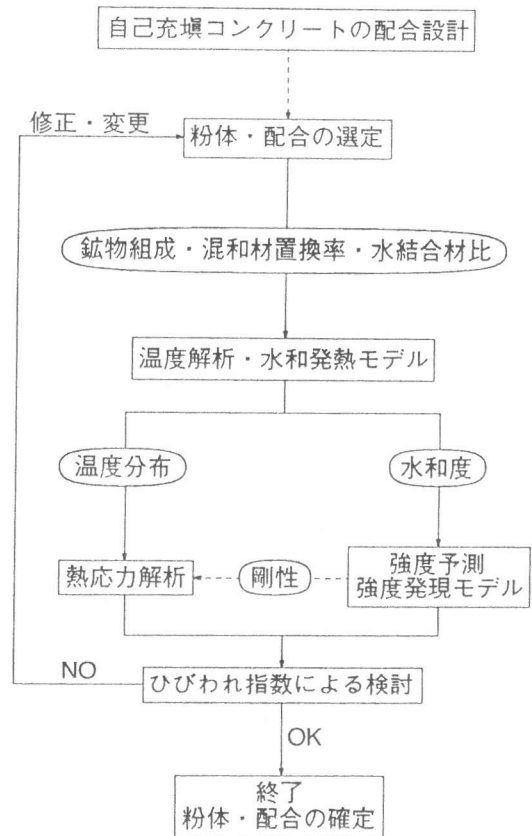 自己充塡コンクリートの配合設計
修正・変更
粉体・配合の選定
鉱物組成・混和材置換率・水結合材比
温度解析・水和発熱モデル
温度分布
水和度
熱応力解析
剛性
強度予測
強度発現モデル
NO
ひびわれ指数による検討
OK
終了
粉体・配合の確定